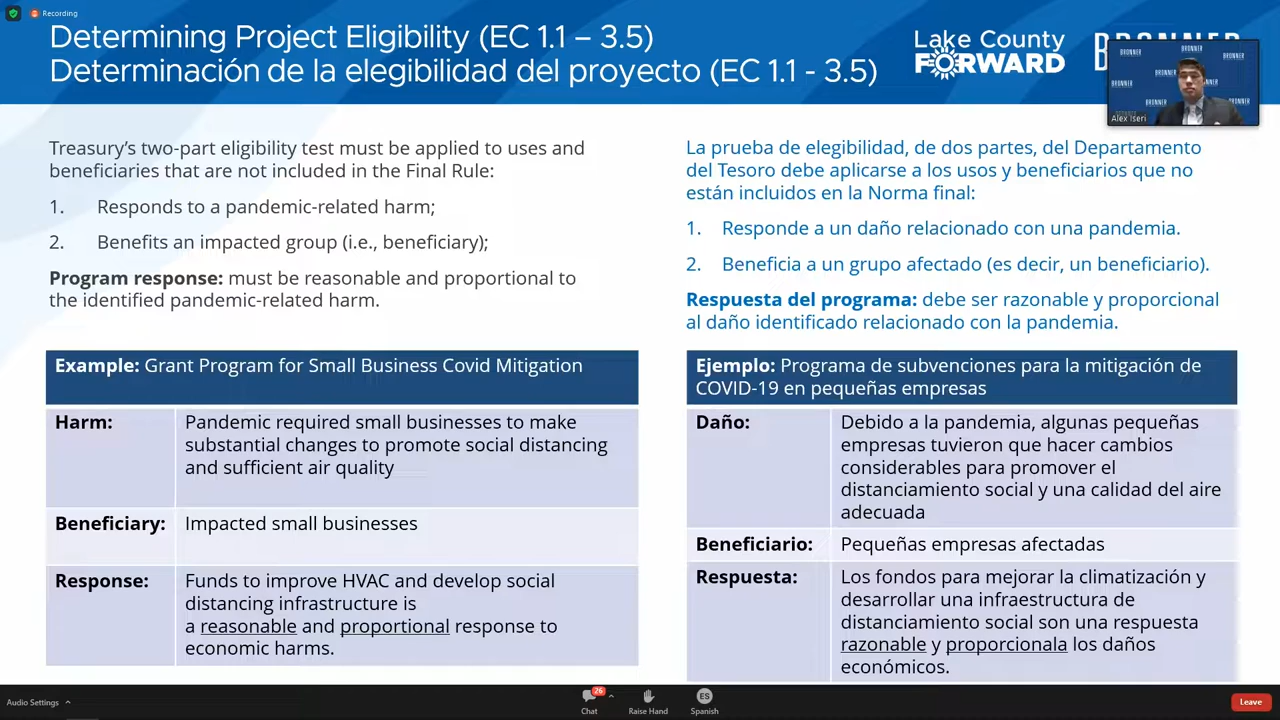 Recording
Determining Project Eligibility (EC 1.1 – 3.5)
Determinación de la elegibilidad del proyecto (EC 1.1 - 3.5)
Lake County
FORWARD
BRONNER
BRONNER
BRONNER
BRONNER
BRONNER
BRONNER
BRONNER
BRONNER
Alex Iseri
Treasury’s two-part eligibility test must be applied to uses and
beneficiaries that are not included in the Final Rule:
1. Responds to a pandemic-related harm;
2. Benefits an impacted group (i.e., beneficiary);
Program response: must be reasonable and proportional to
the identified pandemic-related harm.
Example: Grant Program for Small Business Covid Mitigation
Harm:
Pandemic required small businesses to make
substantial changes to promote social distancing
and sufficient air quality
Beneficiary:
Impacted small businesses
Response:
Funds to improve HVAC and develop social
distancing infrastructure is
a reasonable and proportional response to
economic harms.
La prueba de elegibilidad, de dos partes, del Departamento
del Tesoro debe aplicarse a los usos y beneficiarios que no
están incluidos en la Norma final:
1. Responde a un daño relacionado con una pandemia.
2. Beneficia a un grupo afectado (es decir, un beneficiario).
Respuesta del programa: debe ser razonable y proporcional
al daño identificado relacionado con la pandemia.
Ejemplo: Programa de subvenciones para la mitigación de
COVID-19 en pequeñas empresas
Daño:
Debido a la pandemia, algunas pequeñas
empresas tuvieron que hacer cambios
considerables para promover el
distanciamiento social y una calidad del aire
adecuada
Beneficiario:
Pequeñas empresas afectadas
Respuesta:
Los fondos para mejorar la climatización y
desarrollar una infraestructura de
distanciamiento social son una respuesta
razonable y proporcionala los daños
económicos.
Audio Settings
26
Chat
Raise Hand
ES
Spanish
Leave